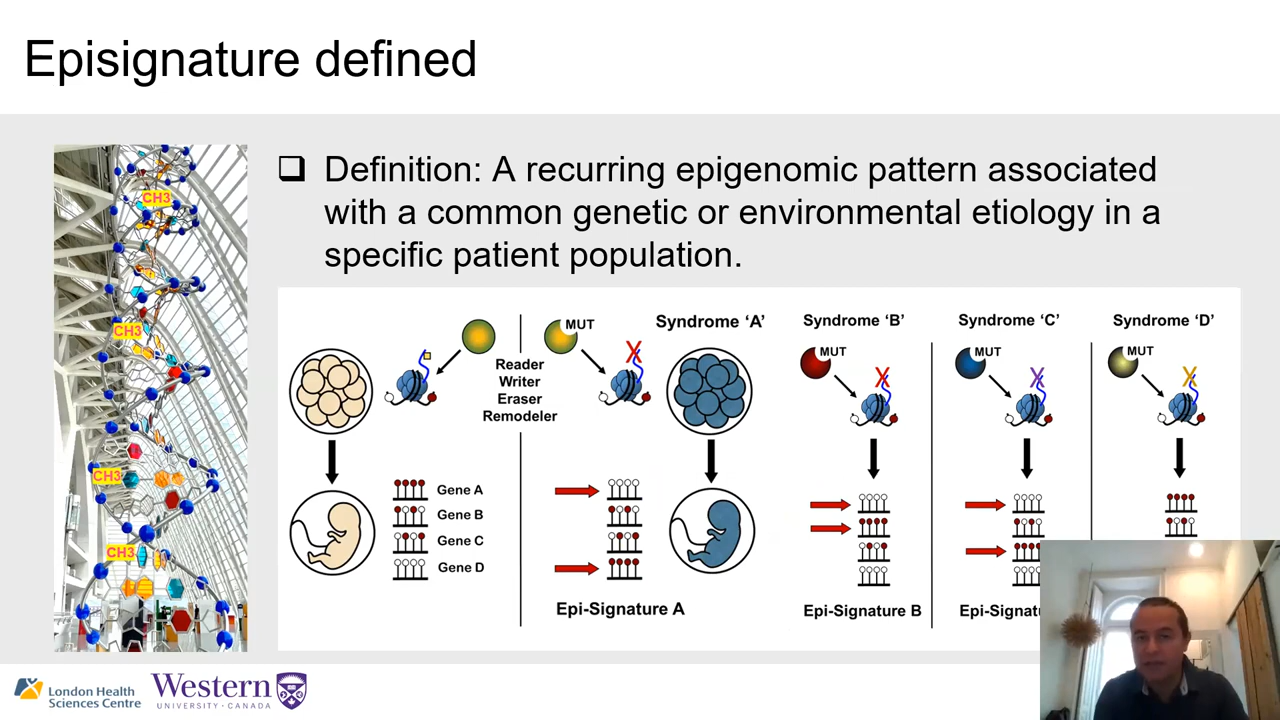 Episignature defined
Definition: A recurring epigenomic pattern associated
with a common genetic or environmental etiology in a
specific patient population.
CH3
CH3
CH3
CH3
MUT
Reader
Writer
Eraser
Remodeler
Syndrome ‘A’
Gene A
Gene B
Gene C
Gene D
Epi-Signature A
Syndrome ‘B’
MUT
Epi-Signature B
Syndrome ‘C’
MUT
Syndrome ‘D’
MUT
London Health
Sciences Centre
Western
UNIVERSITY · CANADA